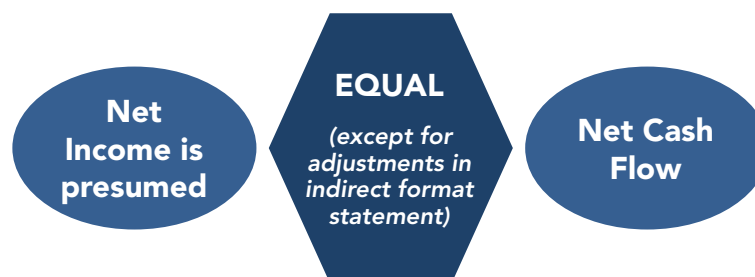 Net
Income is
presumed
EQUAL
(except for
adjustments in
indirect format
statement)
Net Cash
Flow